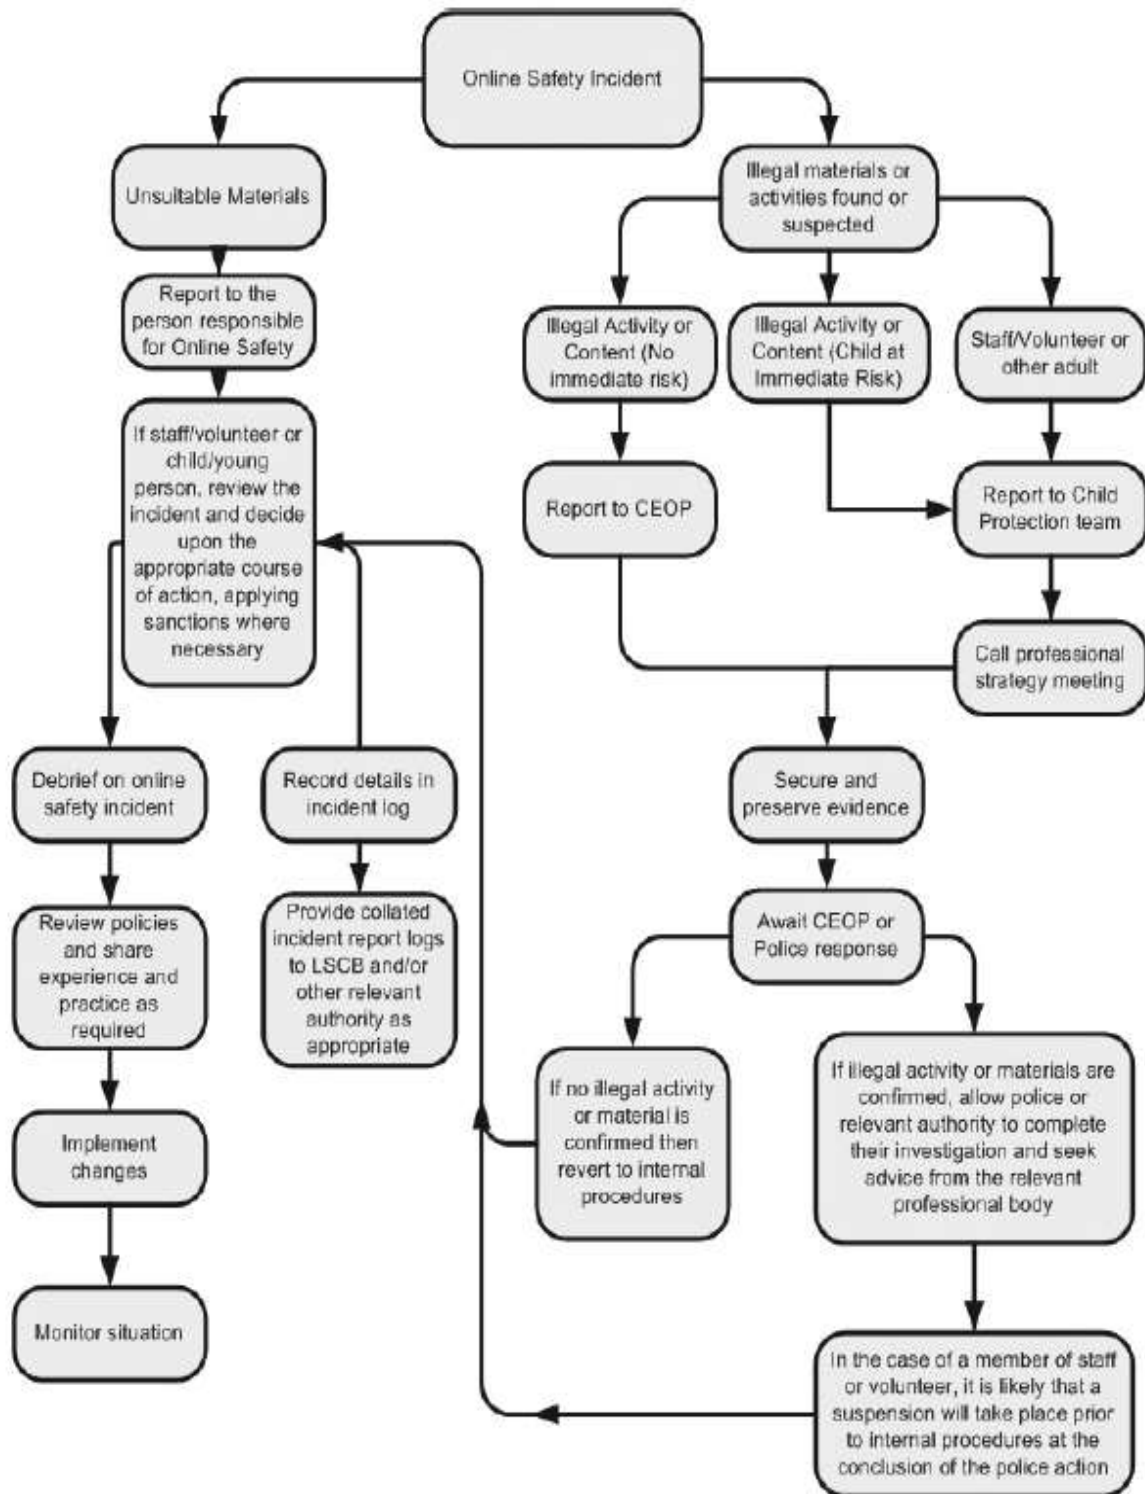 Online Safety Incident
Unsuitable Materials
Illegal materials or
activities found or
suspected
Report to the
person responsible
for Online Safety
Illegal Activity or
Content (No
immediate risk)
Illegal Activity or
Content (Child at
Immediate Risk)
Staff/Volunteer or
other adult
If staff/volunteer or
child/young
person, review the
incident and decide
upon the
appropriate course
of action, applying
sanctions where
necessary
Report to CEOP
Report to Child
Protection team
Call professional
strategy meeting
Debrief on online
safety incident
Record details in
incident log
Secure and
preserve evidence
Review policies
and share
experience and
practice as
required
Provide collated
incident report logs
to LSCB and/or
other relevant
authority as
appropriate
Await CEOP or
Police response
If no illegal activity
or material is
confirmed then
revert to internal
procedures
If illegal activity or materials are
confirmed, allow police or
relevant authority to complete
their investigation and seek
advice from the relevant
professional body
Implement
changes
Monitor situation
In the case of a member of staff
or volunteer, it is likely that a
suspension will take place prior
to internal procedures at the
conclusion of the police action